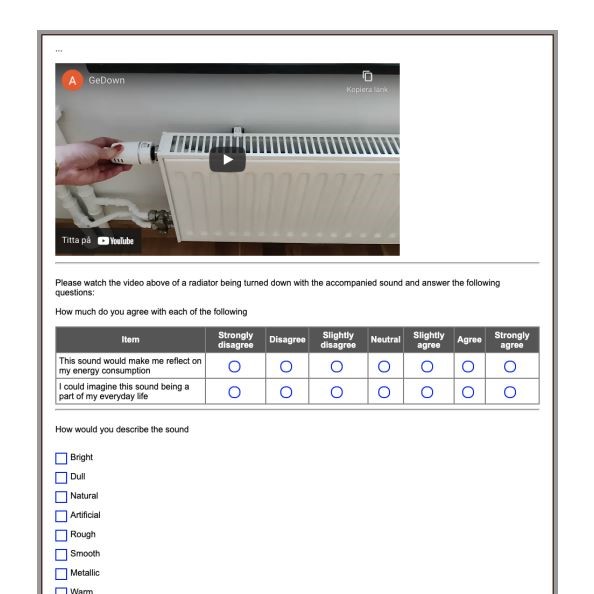 ...
A GeDown
Kopiera länk
Titta på YouTube
Please watch the video above of a radiator being turned down with the accompanied sound and answer the following
questions:
How much do you agree with each of the following
Item Strongly disagree Disagree Slightly disagree Neutral Slightly agree Agree Strongly agree
This sound would make me reflect on
my energy consumption
I could imagine this sound being a
part of my everyday life
How would you describe the sound
Bright
Dull
Natural
Artificial
Rough
Smooth
Metallic
Warm